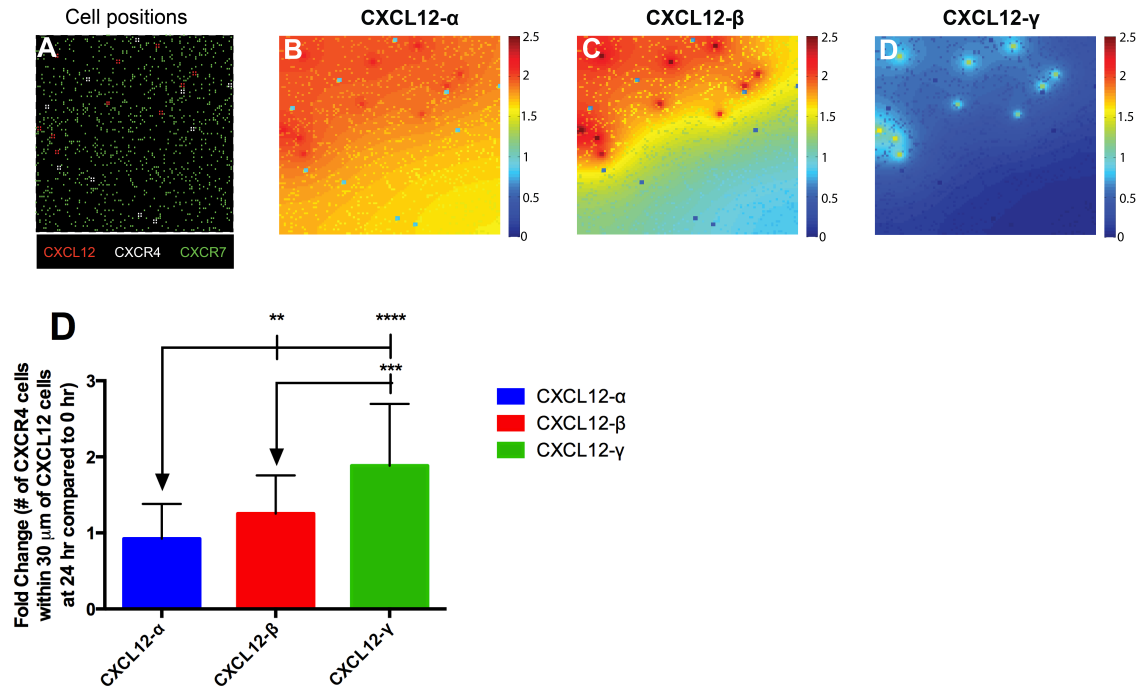 Cell positions
CXCL12-α
CXCL12-β
CXCL12-γ
A
B
C
D
2.5
2
1.5
1
0.5
0
2.5
2
1.5
1
0.5
0
2.5
2
1.5
1
0.5
0
CXCL12 CXCR4 CXCR7
D
** ****
***
Fold Change (# of CXCR4 cells
within 30 µm of CXCL12 cells
at 24 hr compared to 0 hr)
3
2
1
0
CXCL12-α
CXCL12-β
CXCL12-γ
CXCL12-α
CXCL12-β
CXCL12-γ